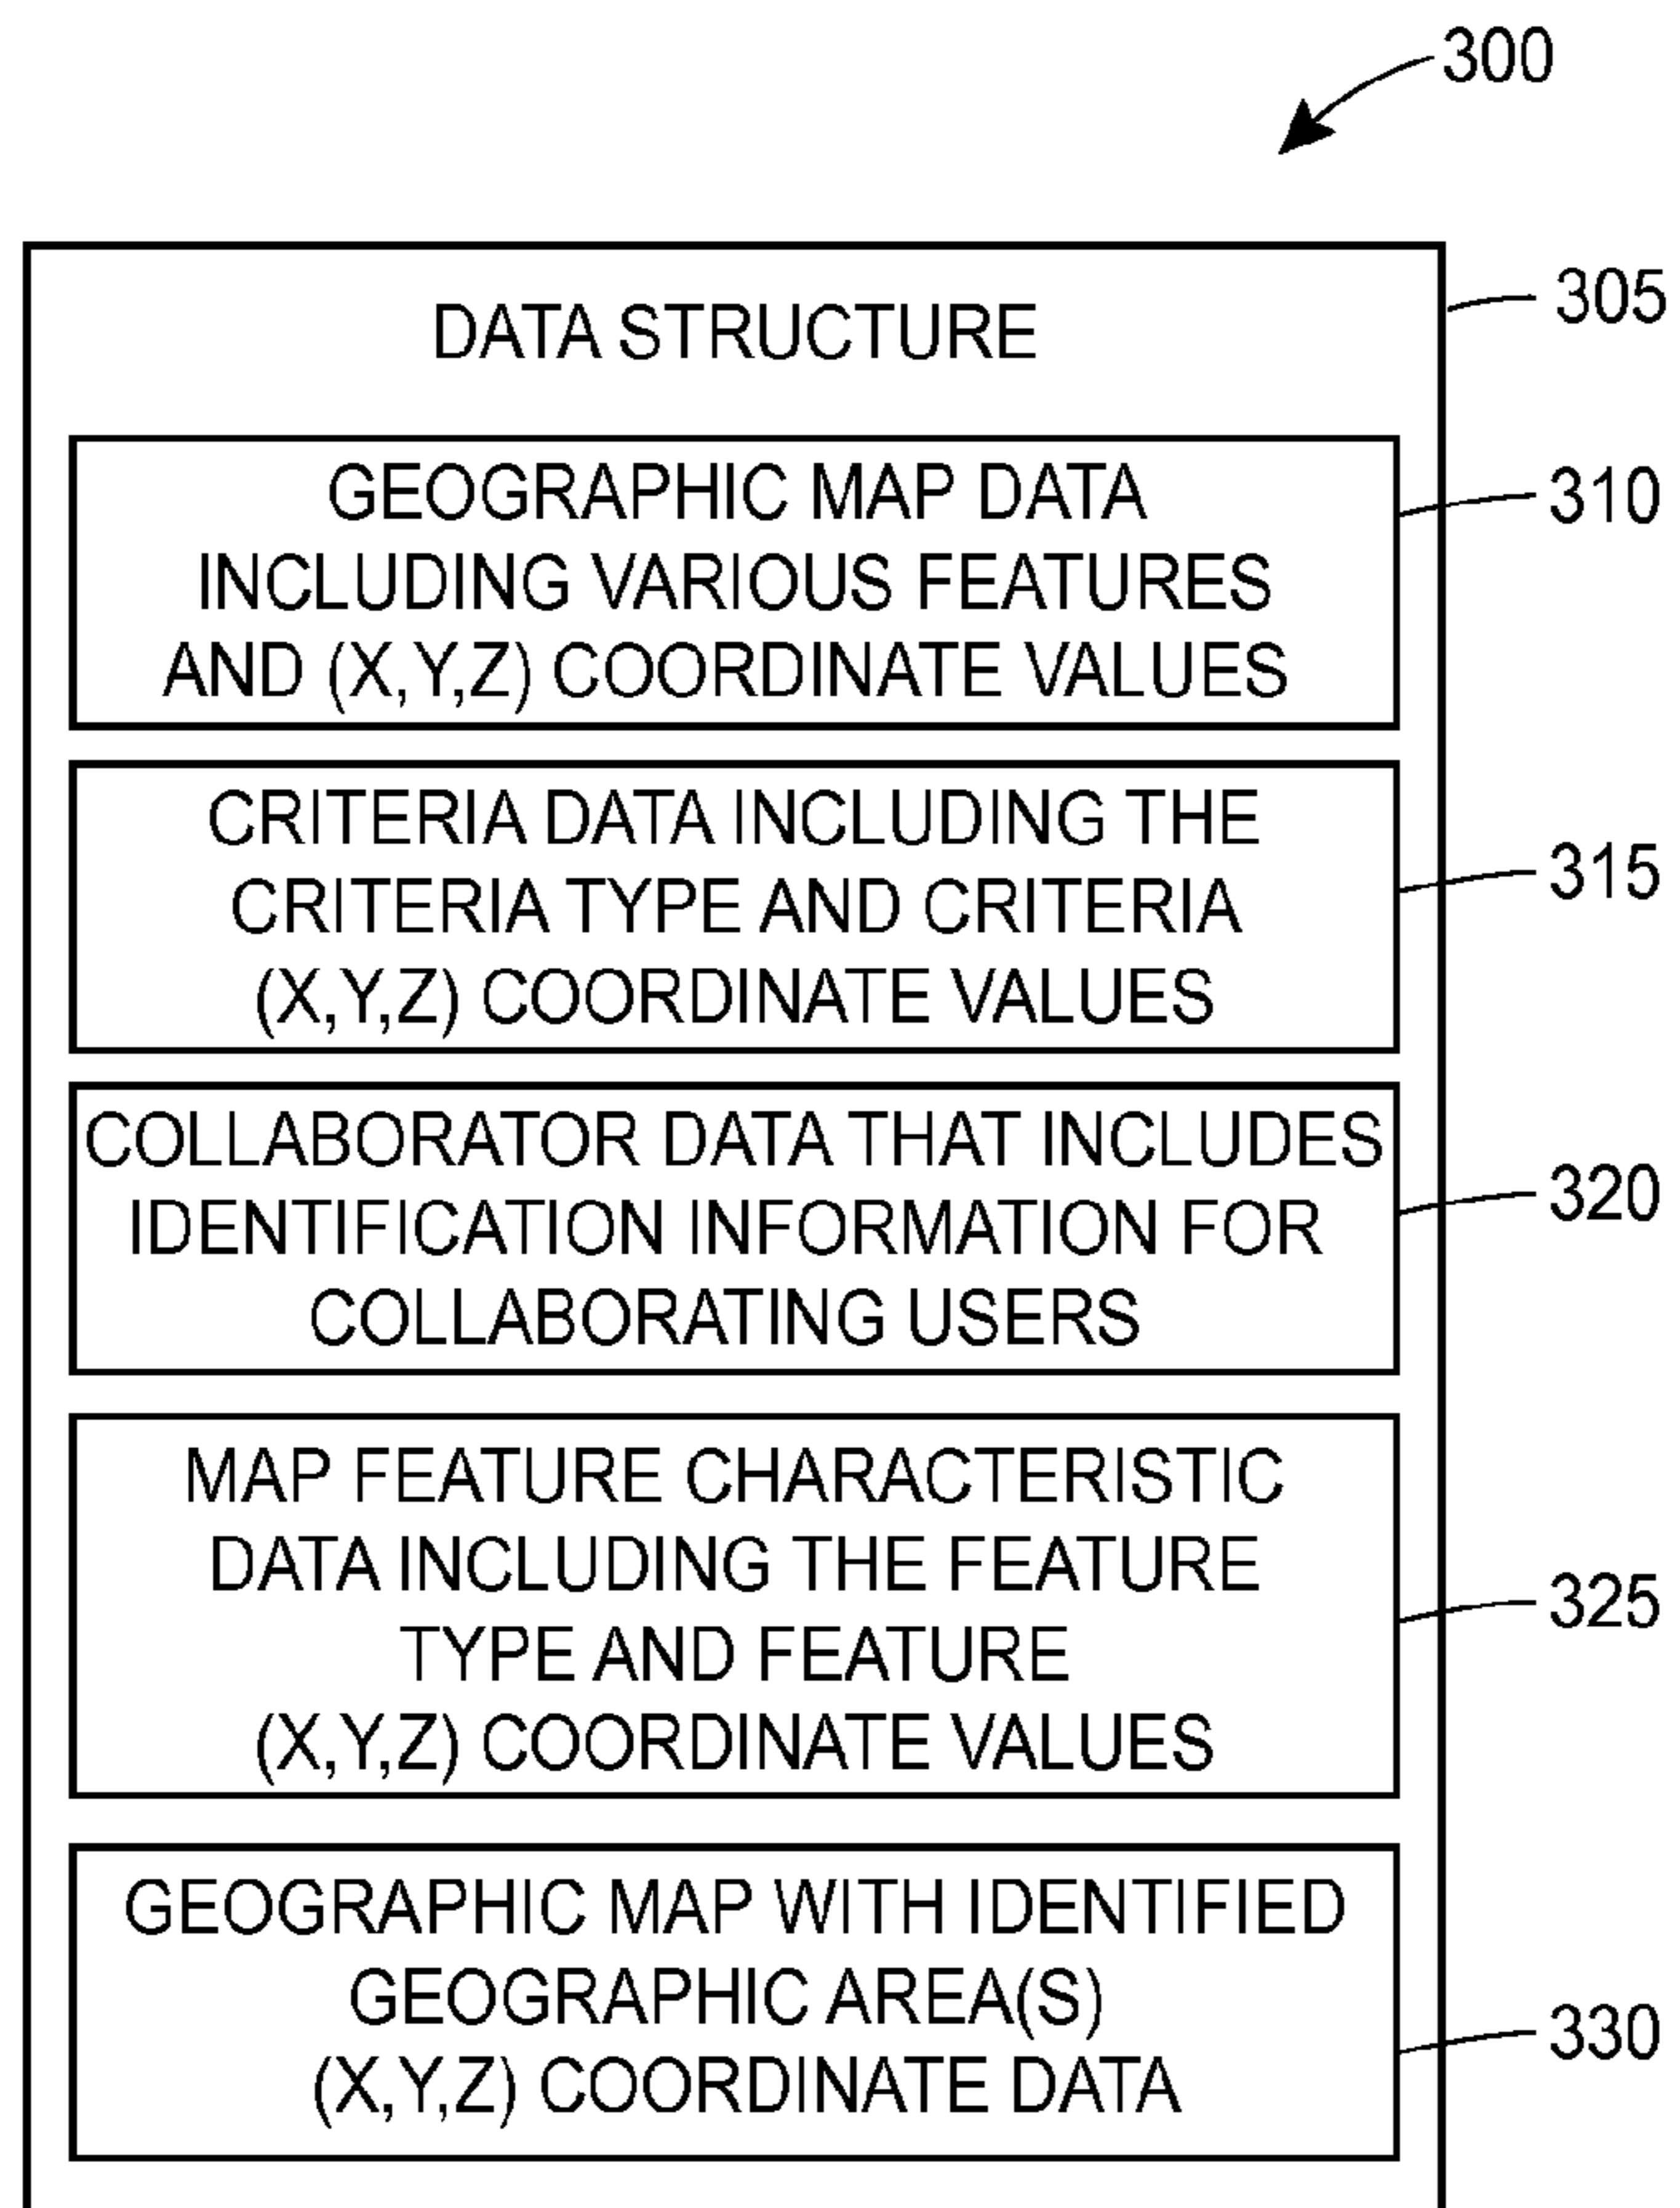 300
DATA STRUCTURE
305
GEOGRAPHIC MAP DATA
INCLUDING VARIOUS FEATURES
AND (X,Y,Z) COORDINATE VALUES
310
CRITERIA DATA INCLUDING THE
CRITERIA TYPE AND CRITERIA
(X,Y,Z) COORDINATE VALUES
315
COLLABORATOR DATA THAT INCLUDES
IDENTIFICATION INFORMATION FOR
COLLABORATING USERS
320
MAP FEATURE CHARACTERISTIC
DATA INCLUDING THE FEATURE
TYPE AND FEATURE
(X,Y,Z) COORDINATE VALUES
325
GEOGRAPHIC MAP WITH IDENTIFIED
GEOGRAPHIC AREA(S)
(X,Y,Z) COORDINATE DATA
330